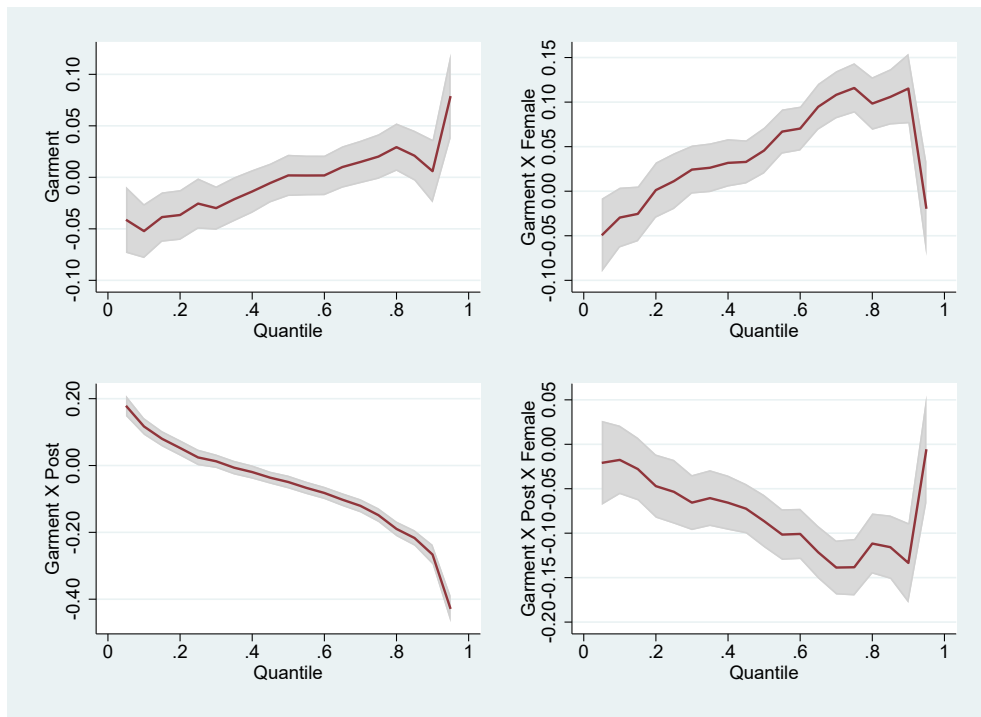 Garment
0.10
0.05
0.00
-0.05
-0.10
0 .2 .4 .6 .8 1
Quantile
Garment X Female
0.15
0.10
0.05
0.00
-0.05
-0.10
0 .2 .4 .6 .8 1
Quantile
Garment X Post
0.20
0.00
-0.20
-0.40
0 .2 .4 .6 .8 1
Quantile
Garment X Post X Female
0.05
0.00
-0.05
-0.10
-0.15
-0.20
0 .2 .4 .6 .8 1
Quantile